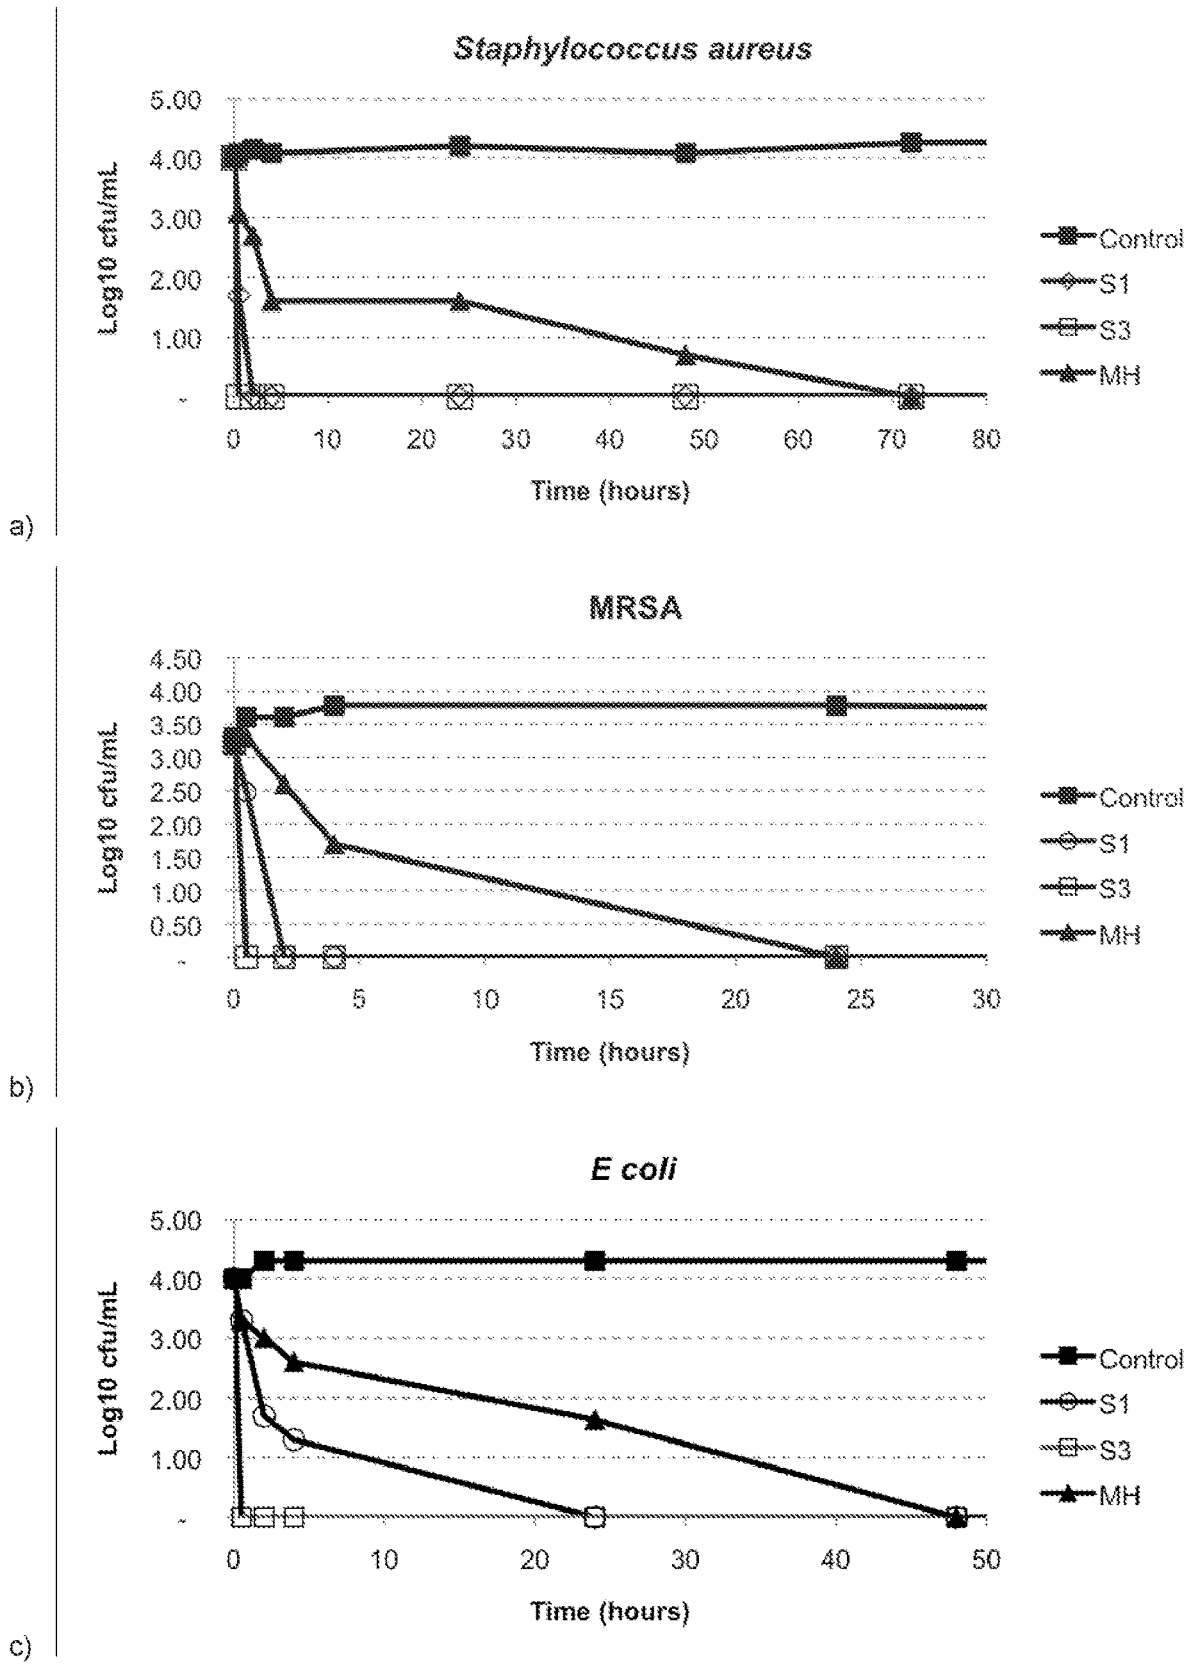 Staphylococcus aureus
5.00
4.00
3.00
2.00
1.00
-
Log10 cfu/mL
0 10 20 30 40 50 60 70 80
Time (hours)
Control
S1
S3
MH
a)
MRSA
4.50
4.00
3.50
3.00
2.50
2.00
1.50
1.00
0.50
-
Log10 cfu/mL
0 5 10 15 20 25 30
Time (hours)
Control
S1
S3
MH
b)
E coli
5.00
4.00
3.00
2.00
1.00
-
Log10 cfu/mL
0 10 20 30 40 50
Time (hours)
Control
S1
S3
MH
c)